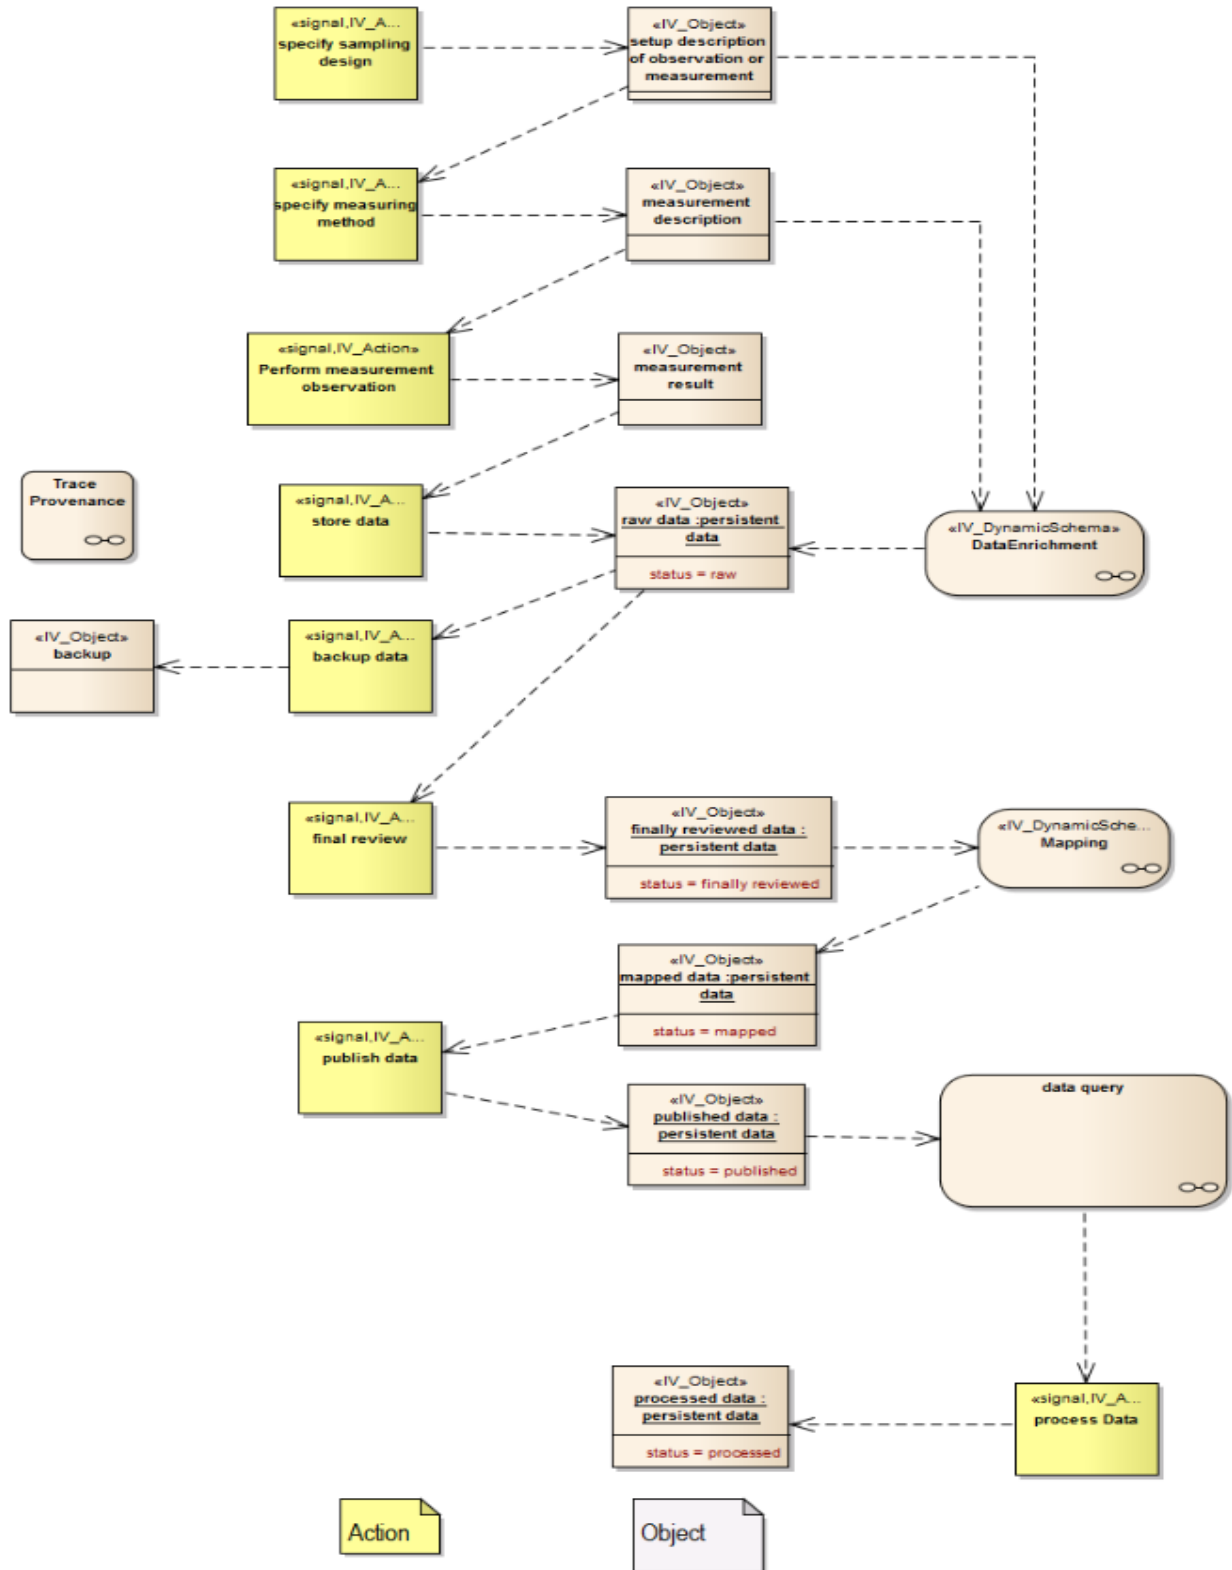 «signal,IV_A...
specify sampling
design
«IV_Object»
setup description
of observation or
measurement
«signal,IV_A...
specify measuring
method
«IV_Object»
measurement
description
«signal,IV_Action»
Perform measurement
observation
«IV_Object»
measurement
result
Trace
Provenance
«signal,IV_A...
store data
«IV_Object»
raw data :persistent
data
status = raw
«IV_DynamicSchema»
DataEnrichment
«IV_Object»
backup
«signal,IV_A...
backup data
«signal,IV_A...
final review
«IV_Object»
finally reviewed data :
persistent data
status = finally reviewed
«IV_DynamicSche...
Mapping
«IV_Object»
mapped data :persistent
data
status = mapped
«signal,IV_A...
publish data
«IV_Object»
published data :
persistent data
status = published
data query
«IV_Object»
processed data :
persistent data
status = processed
«signal,IV_A...
process Data
Action
Object